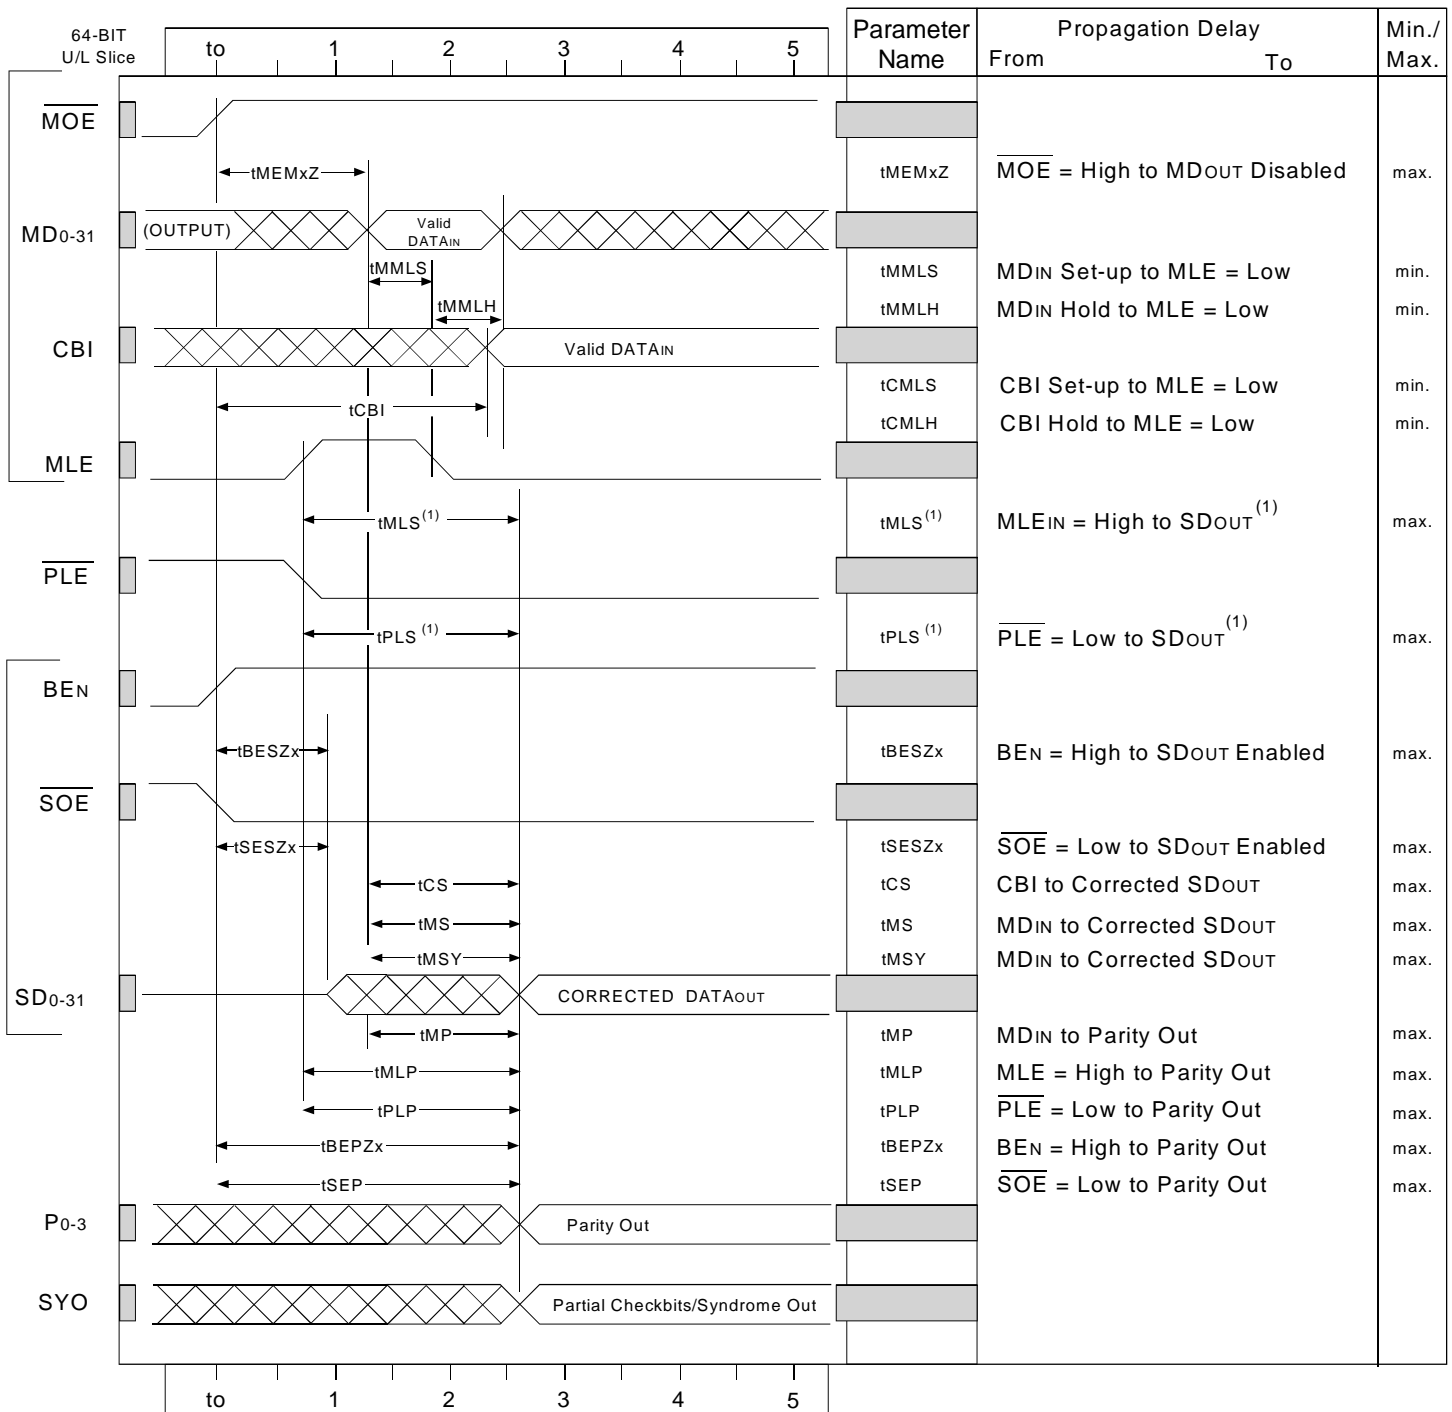 64-BIT
U/L Slice
to 1 2 3 4 5
Parameter Name
Propagation Delay
From To
Min./
Max.
MOE
tMEMxZ
tMEMxZ MOE = High to MDOUT Disabled max.
MD0-31
(OUTPUT)
Valid
DATAIN
tMMLS
tMMLS MDIN Set-up to MLE = Low min.
tMMLH
tMMLH MDIN Hold to MLE = Low min.
CBI
Valid DATAIN
tCMLS CBI Set-up to MLE = Low min.
tCBI
tCMLH CBI Hold to MLE = Low min.
MLE
tMLS(1)
tMLS(1) MLEIN = High to SDOUT(1) max.
PLE
tPLS (1)
tPLS (1) PLE = Low to SDOUT(1) max.
BEN
tBESZx
tBESZx BEN = High to SDOUT Enabled max.
SOE
tSESZx
tSESZx SOE = Low to SDOUT Enabled max.
tCS
tCS CBI to Corrected SDOUT max.
tMS
tMS MDIN to Corrected SDOUT max.
tMSY
tMSY MDIN to Corrected SDOUT max.
SD0-31
CORRECTED DATAOUT
tMP
tMP MDIN to Parity Out max.
tMLP
tMLP MLE = High to Parity Out max.
tPLP
tPLP PLE = Low to Parity Out max.
tBEPZx
tBEPZx BEN = High to Parity Out max.
tSEP
tSEP SOE = Low to Parity Out max.
P0-3
Parity Out
SYO
Partial Checkbits/Syndrome Out
to 1 2 3 4 5